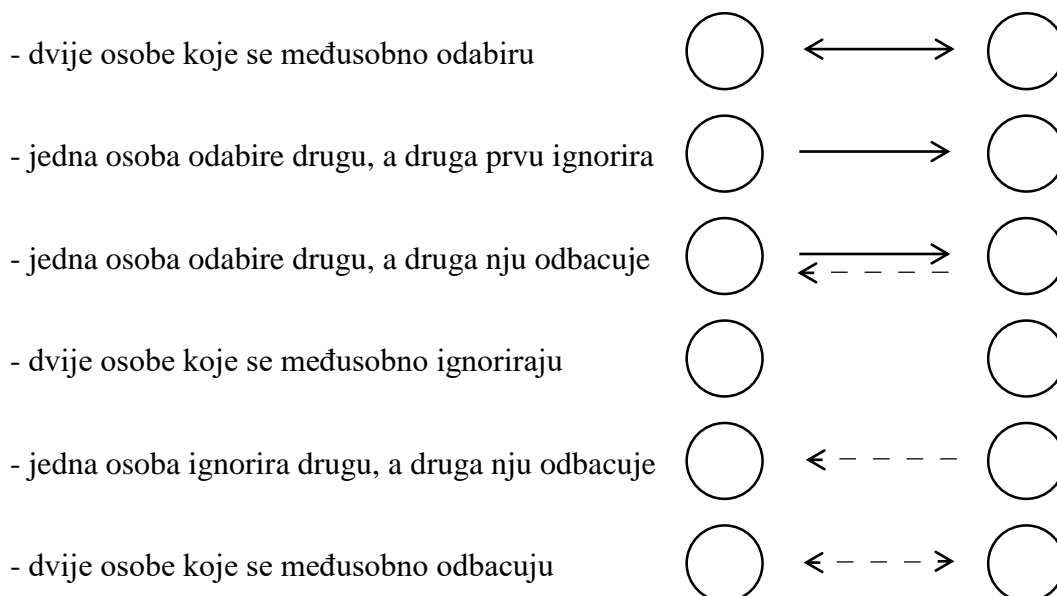 - dvije osobe koje se međusobno odabiru
- jedna osoba odabire drugu, a druga prvu ignorira
- jedna osoba odabire drugu, a druga nju odbacuje
- dvije osobe koje se međusobno ignoriraju
- jedna osoba ignorira drugu, a druga nju odbacuje
- dvije osobe koje se međusobno odbacuju